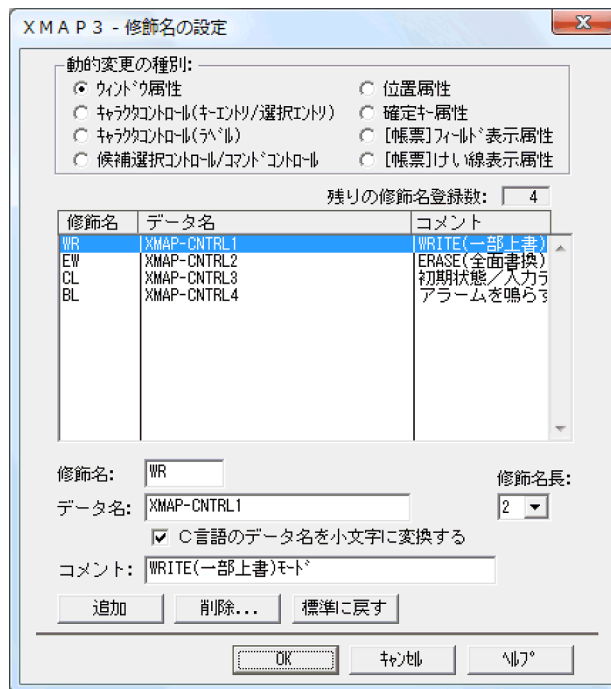 ＸＭＡＰ３ - 修飾名の設定
動的変更の種別:
ｳｨﾝﾄﾞｳ属性
位置属性
ｷｬﾗｸﾀｺﾝﾄﾛｰﾙ(ｷｰｴﾝﾄﾘ/選択ｴﾝﾄﾘ)
確定ｷｰ属性
ｷｬﾗｸﾀｺﾝﾄﾛｰﾙ(ﾗﾍﾞﾙ)
[帳票]ﾌｨｰﾙﾄﾞ表示属性
候補選択ｺﾝﾄﾛｰﾙ/ｺﾏﾝﾄﾞｺﾝﾄﾛｰﾙ
[帳票]けい線表示属性
残りの修飾名登録数: 4
修飾名 データ名 コメント
WR XMAP-CNTRL1 WRITE(一部上書)
EW XMAP-CNTRL2 ERASE(全面書換)
CL XMAP-CNTRL3 初期状態／入力デ
BL XMAP-CNTRL4 アラームを鳴らす
修飾名: WR
修飾名長:
データ名: XMAP-CNTRL1
2
Ｃ言語のデータ名を小文字に変換する
コメント: WRITE(一部上書)ﾓｰﾄﾞ
追加 削除... 標準に戻す
OK ｷｬﾝｾﾙ ﾍﾙﾌﾟ